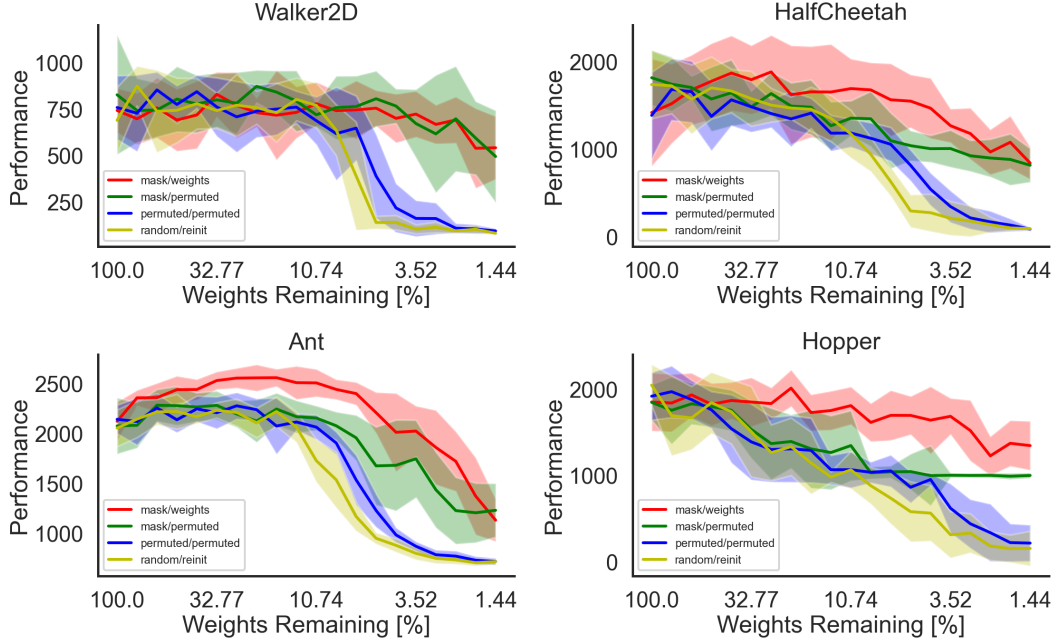 Walker2D
Performance
1000
750
500
250
mask/weights
mask/permuted
permuted/permuted
random/reinit
100.0 32.77 10.74 3.52 1.44
Weights Remaining [%]
HalfCheetah
Performance
2000
1000
0
mask/weights
mask/permuted
permuted/permuted
random/reinit
100.0 32.77 10.74 3.52 1.44
Weights Remaining [%]
Ant
Performance
2500
2000
1500
1000
mask/weights
mask/permuted
permuted/permuted
random/reinit
100.0 32.77 10.74 3.52 1.44
Weights Remaining [%]
Hopper
Performance
2000
1000
0
mask/weights
mask/permuted
permuted/permuted
random/reinit
100.0 32.77 10.74 3.52 1.44
Weights Remaining [%]